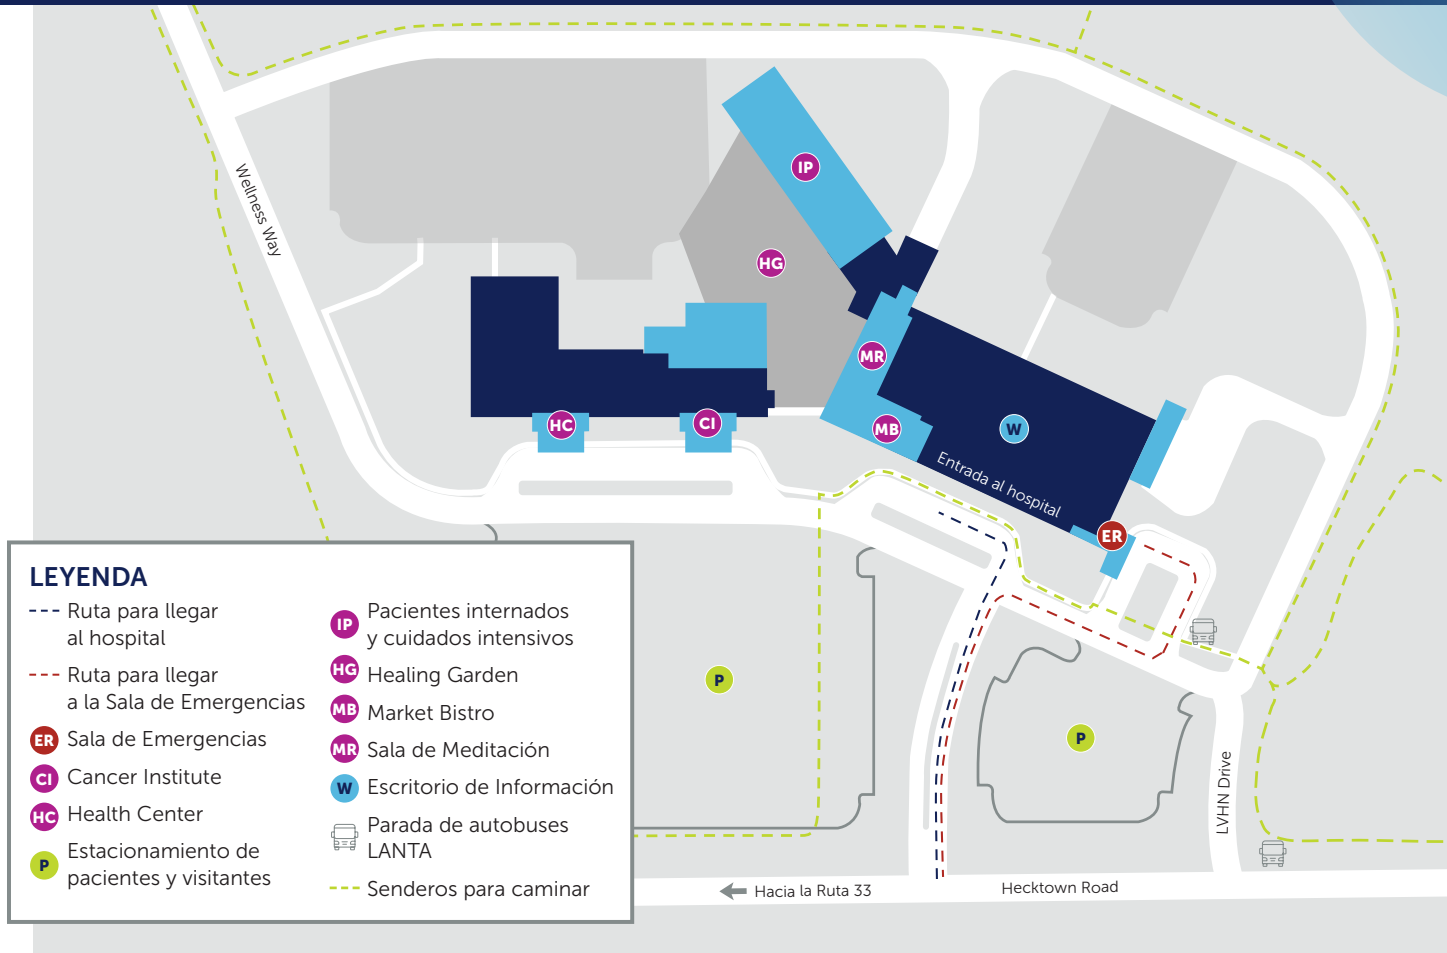 Wellness Way
IP
HG
MR
MB
W
HC
CI
Entrada al hospital
ER
P
P
LVHN Drive
Hacia la Ruta 33
Hecktown Road
LEYENDA
Ruta para llegar
al hospital
Ruta para llegar
a la Sala de Emergencias
ER Sala de Emergencias
CI Cancer Institute
HC Health Center
P Estacionamiento de
pacientes y visitantes
IP Pacientes internados
y cuidados intensivos
HG Healing Garden
MB Market Bistro
MR Sala de Meditación
W Escritorio de Información
Parada de autobuses
LANTA
Senderos para caminar